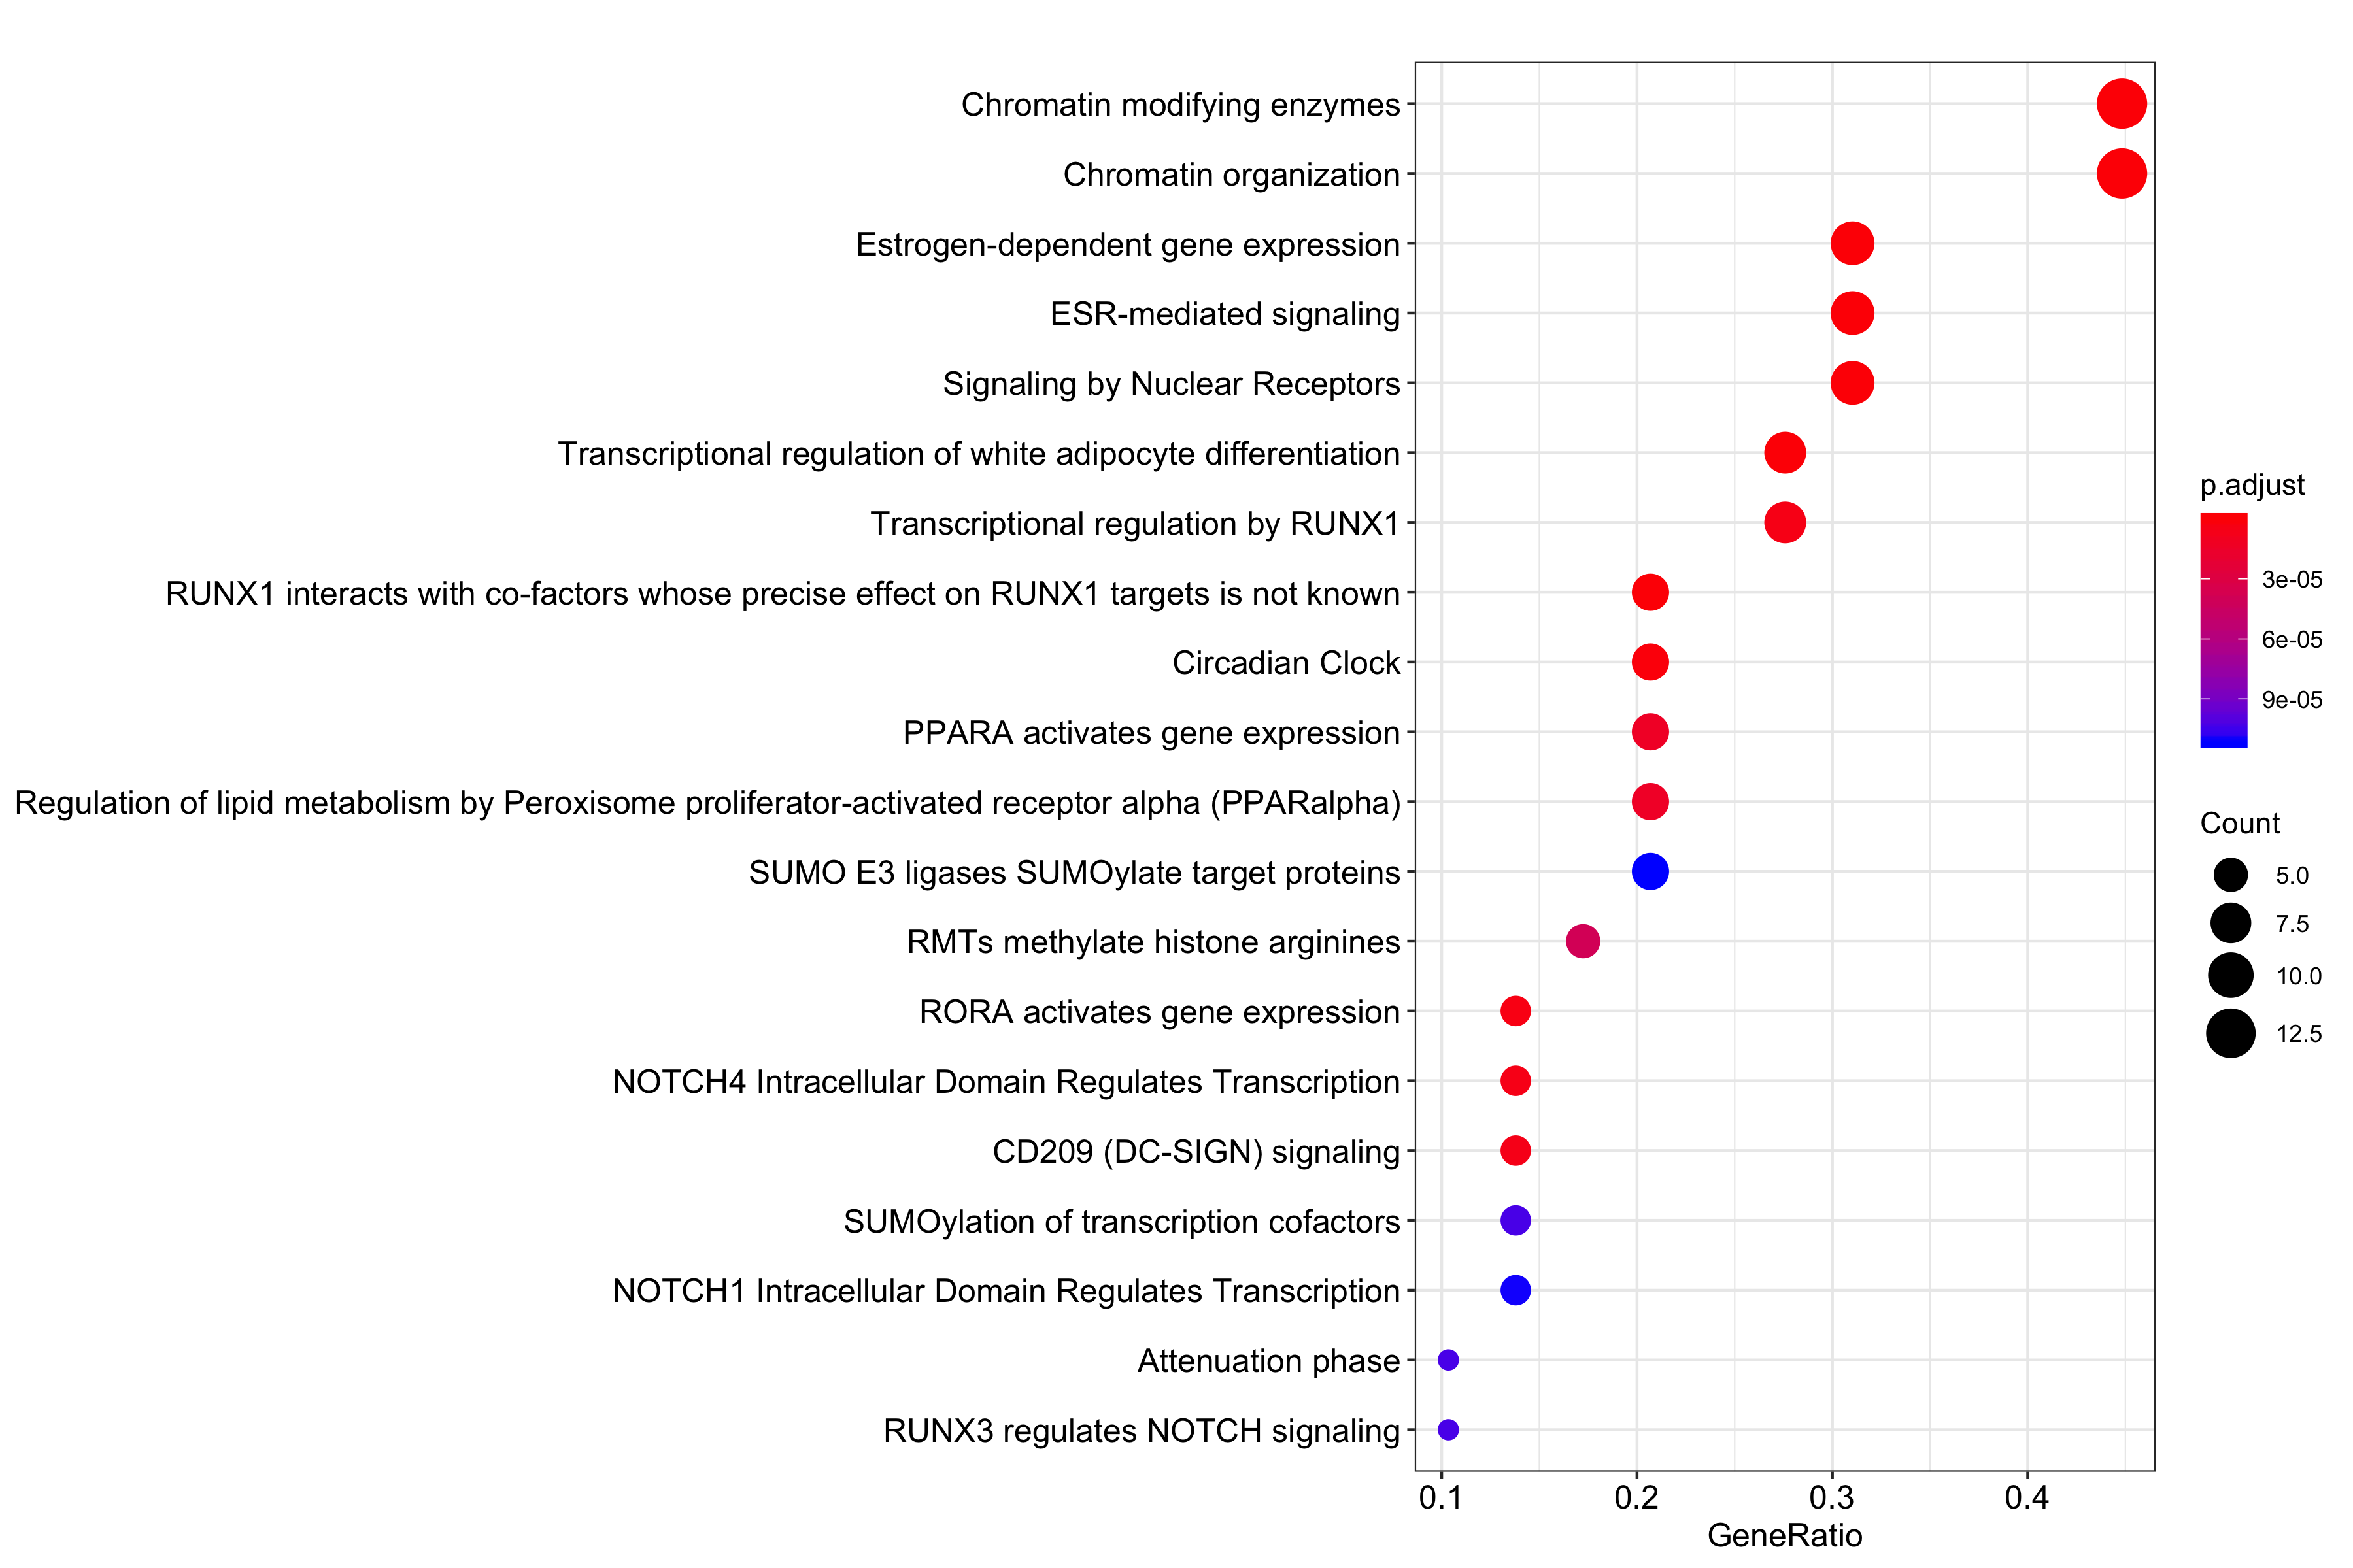 Chromatin modifying enzymes
Chromatin organization
Estrogen-dependent gene expression
ESR-mediated signaling
Signaling by Nuclear Receptors
Transcriptional regulation of white adipocyte differentiation
Transcriptional regulation by RUNX1
RUNX1 interacts with co-factors whose precise effect on RUNX1 targets is not known
Circadian Clock
PPARA activates gene expression
Regulation of lipid metabolism by Peroxisome proliferator-activated receptor alpha (PPARalpha)
SUMO E3 ligases SUMOylate target proteins
RMTs methylate histone arginines
RORA activates gene expression
NOTCH4 Intracellular Domain Regulates Transcription
CD209 (DC-SIGN) signaling
SUMOylation of transcription cofactors
NOTCH1 Intracellular Domain Regulates Transcription
Attenuation phase
RUNX3 regulates NOTCH signaling
0.1 0.2 0.3 0.4
GeneRatio
p.adjust
3e-05
6e-05
9e-05
Count
5.0
7.5
10.0
12.5